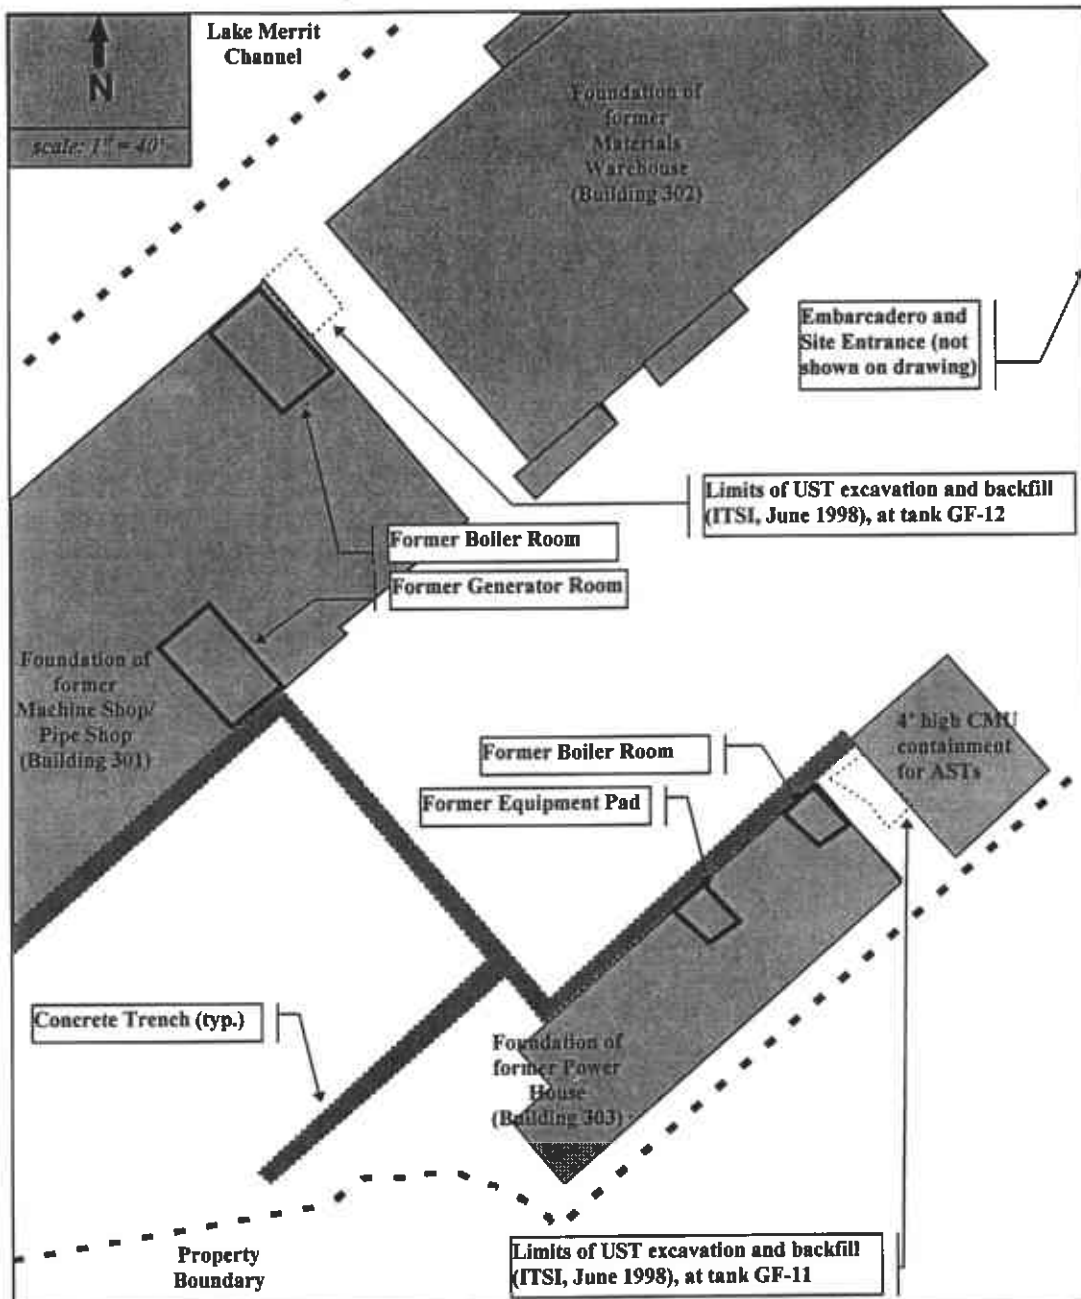 Lake Merrit
Channel
N
scale: 1" = 40'
Foundation of
former
Materials
Warehouse
(Building 302)
Embarcadero and
Site Entrance (not
shown on drawing)
Limits of UST excavation and backfill
(ITSI, June 1998), at tank GF-12
Former Boiler Room
Former Generator Room
Foundation of
former
Machine Shop/
Pipe Shop
(Building 301)
4' high CMU
containment
for ASTs
Former Boiler Room
Former Equipment Pad
Concrete Trench (typ.)
Foundation of
former Power
House
(Building 303)
Property
Boundary
Limits of UST excavation and backfill
(ITSI, June 1998), at tank GF-11